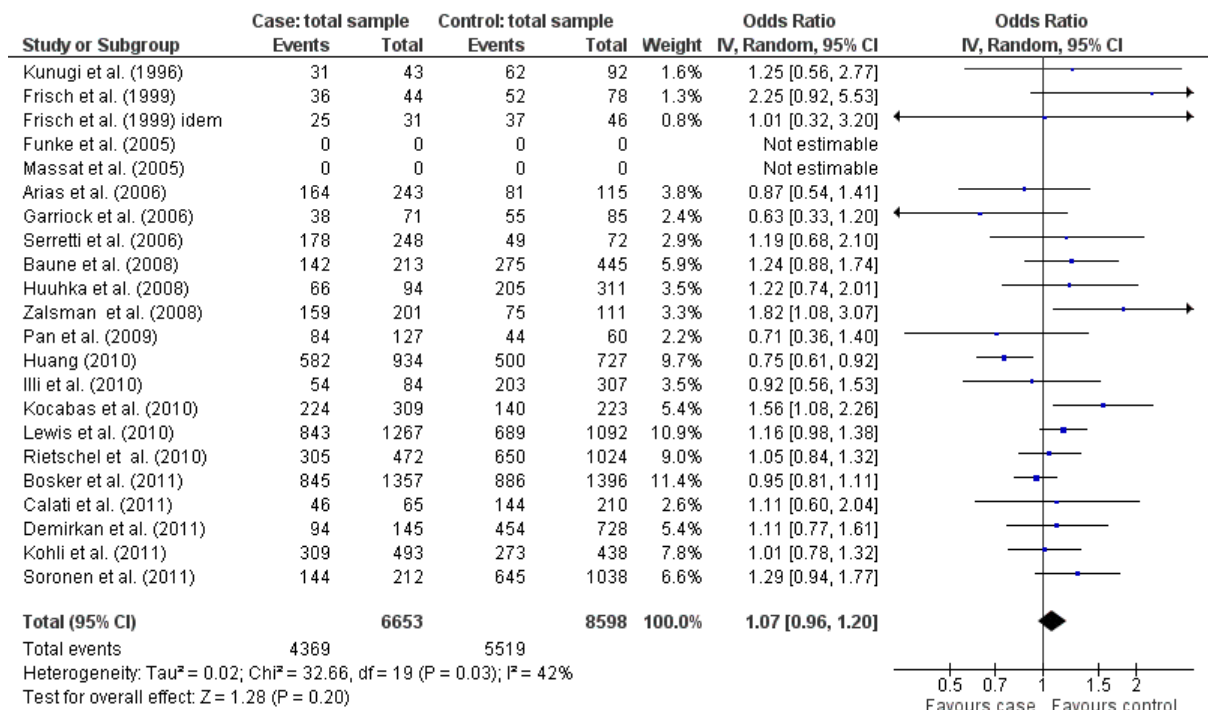 Case: total sample Control: total sample Odds Ratio Odds Ratio
Study or Subgroup Events Total Events Total Weight IV, Random, 95% CI IV, Random, 95% CI
Kunugi et al. (1996) 31 43 62 92 1.6% 1.25 [0.56, 2.77]
Frisch et al. (1999) 36 44 52 78 1.3% 2.25 [0.92, 5.53]
Frisch et al. (1999) idem 25 31 37 46 0.8% 1.01 [0.32, 3.20]
Funke et al. (2005) 0 0 0 0 Not estimable
Massat et al. (2005) 0 0 0 0 Not estimable
Arias et al. (2006) 164 243 81 115 3.8% 0.87 [0.54, 1.41]
Garriock et al. (2006) 38 71 55 85 2.4% 0.63 [0.33, 1.20]
Serretti et al. (2006) 178 248 49 72 2.9% 1.19 [0.68, 2.10]
Baune et al. (2008) 142 213 275 445 5.9% 1.24 [0.88, 1.74]
Huuhka et al. (2008) 66 94 205 311 3.5% 1.22 [0.74, 2.01]
Zalsman et al. (2008) 159 201 75 111 3.3% 1.82 [1.08, 3.07]
Pan et al. (2009) 84 127 44 60 2.2% 0.71 [0.36, 1.40]
Huang (2010) 582 934 500 727 9.7% 0.75 [0.61, 0.92]
Illi et al. (2010) 54 84 203 307 3.5% 0.92 [0.56, 1.53]
Kocabas et al. (2010) 224 309 140 223 5.4% 1.56 [1.08, 2.26]
Lewis et al. (2010) 843 1267 689 1092 10.9% 1.16 [0.98, 1.38]
Rietschel et al. (2010) 305 472 650 1024 9.0% 1.05 [0.84, 1.32]
Bosker et al. (2011) 845 1357 886 1396 11.4% 0.95 [0.81, 1.11]
Calati et al. (2011) 46 65 144 210 2.6% 1.11 [0.60, 2.04]
Demirkan et al. (2011) 94 145 454 728 5.4% 1.11 [0.77, 1.61]
Kohli et al. (2011) 309 493 273 438 7.8% 1.01 [0.78, 1.32]
Soronen et al. (2011) 144 212 645 1038 6.6% 1.29 [0.94, 1.77]
Total (95% CI) 6653 8598 100.0% 1.07 [0.96, 1.20]
Total events 4369 5519
Heterogeneity: Tau² = 0.02; Chi² = 32.66, df = 19 (P = 0.03); I² = 42%
Test for overall effect: Z = 1.28 (P = 0.20)
0.5 0.7 1 1.5 2
Favours case Favours control